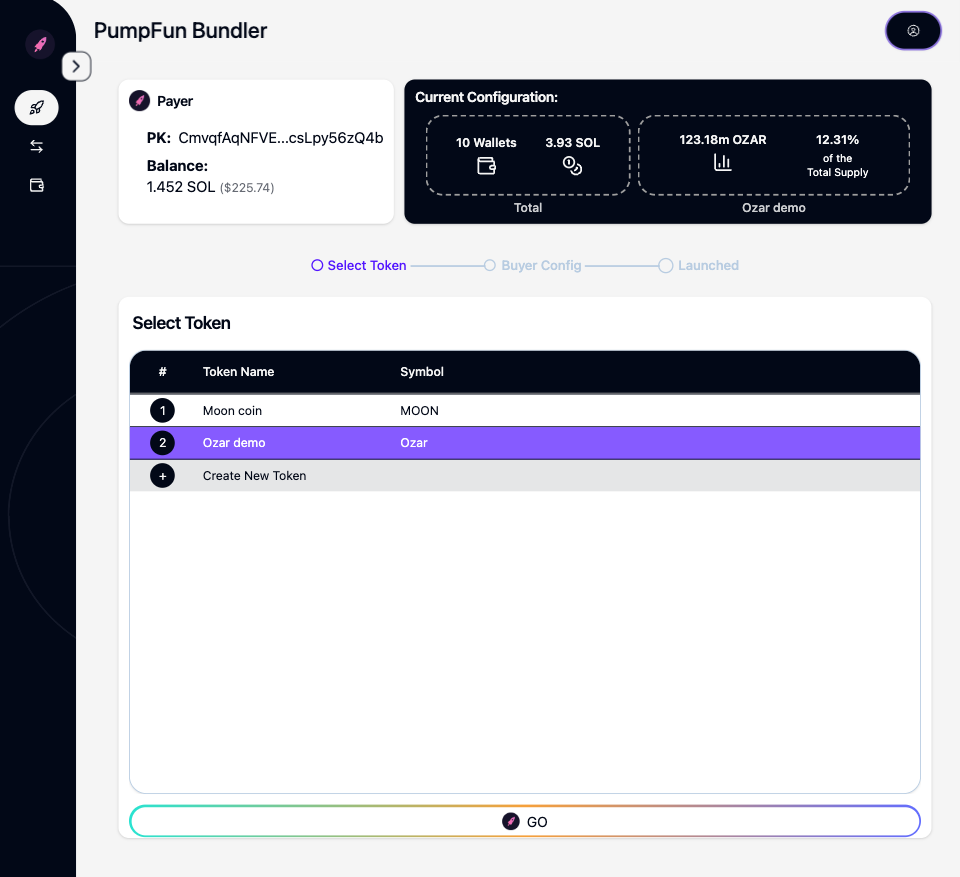 PumpFun Bundler
Payer
PK: CmvqfAqNFVE...csLpy56zQ4b
Balance:
1.452 SOL ($225.74)
Current Configuration:
10 Wallets
3.93 SOL
Total
123.18m OZAR
12.31%
of the
Total Supply
Ozar demo
Select Token
Buyer Config
Launched
Select Token
# Token Name Symbol
1 Moon coin MOON
2 Ozar demo Ozar
+ Create New Token
GO